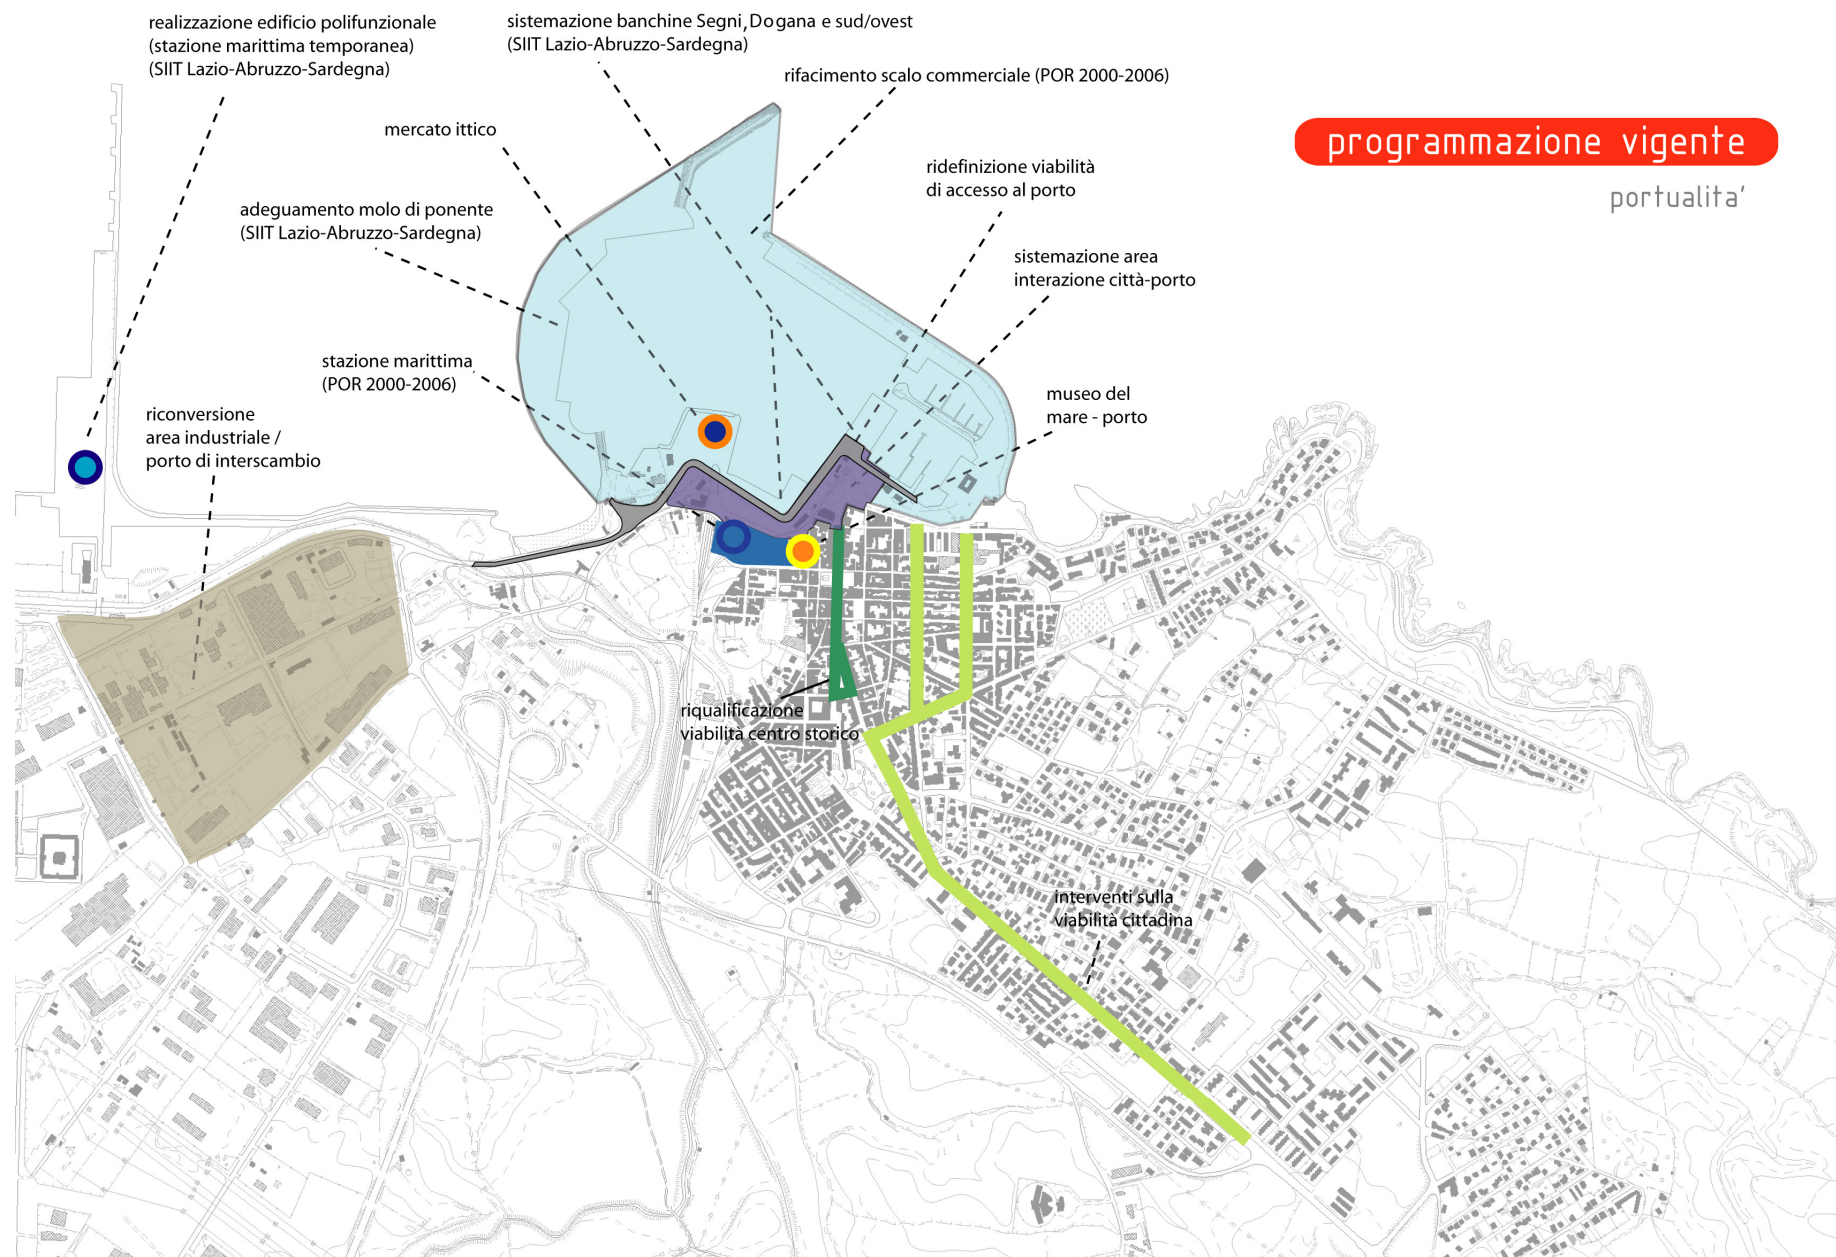 realizzazione edificio polifunzionale
(stazione marittima temporanea)
(SIIT Lazio-Abruzzo-Sardegna)
sistemazione banchine Segni, Dogana e sud/ovest
(SIIT Lazio-Abruzzo-Sardegna)
rifacimento scalo commerciale (POR 2000-2006)
programmazione vigente
portualita'
mercato ittico
ridefinizione viabilità
di accesso al porto
adeguamento molo di ponente
(SIIT Lazio-Abruzzo-Sardegna)
sistemazione area
interazione città-porto
stazione marittima
(POR 2000-2006)
museo del
mare - porto
riconversione
area industriale /
porto di interscambio
riqualificazione
viabilità centro storico
interventi sulla
viabilità cittadina